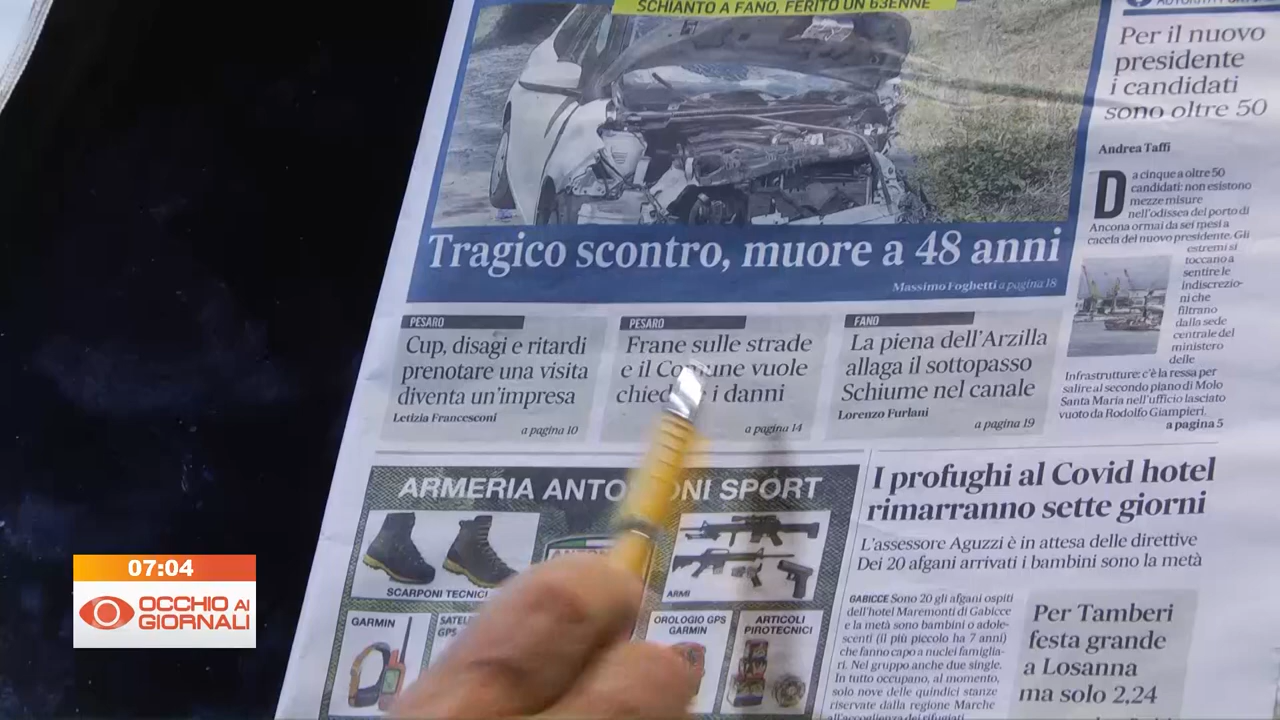 SCHIANTO A FANO, FERITO UN 63ENNE
Tragico scontro, muore a 48 anni
Massimo Foghetti a pagina 18
PESARO
Cup, disagi e ritardi
prenotare una visita
diventa un'impresa
Letizia Francesconi
a pagina 10
PESARO
Frane sulle strade
e il Comune vuole
chiedere i danni
a pagina 14
FANO
La piena dell'Arzilla
allaga il sottopasso
Schiume nel canale
Lorenzo Furlani
a pagina 19
Per il nuovo
presidente
i candidati
sono oltre 50
Andrea Taffi
Da cinque a oltre 50
candidati: non esistono
mezze misure
nell'odissea del porto di
Ancona ormai da sei mesi a
caccia del nuovo presidente. Gli
estremi si
toccano a
sentire le
indiscrezio-
ni che
filtrano
dalla sede
centrale del
ministero
delle
Infrastrutture: c'è la ressa per
salire al secondo piano di Molo
Santa Maria nell'ufficio lasciato
vuoto da Rodolfo Giampieri.
a pagina 5
ARMERIA ANTONIONI SPORT
SCARPONI TECNICI
ARMI
GARMIN
GPS
OROLOGIO GPS
GARMIN
ARTICOLI
PIROTECNICI
I profughi al Covid hotel
rimarranno sette giorni
L'assessore Aguzzi è in attesa delle direttive
Dei 20 afgani arrivati i bambini sono la metà
GABICCE Sono 20 gli afgani ospiti
dell'hotel Maremonti di Gabicce
e la metà sono bambini o adole-
scenti (il più piccolo ha 7 anni)
che fanno capo a nuclei famiglia-
ri. Nel gruppo anche due single.
In tutto occupano, al momento,
solo nove delle quindici stanze
riservate dalla regione Marche
all'accoglienza dei rifugiati
Per Tamberi
festa grande
a Losanna
ma solo 2,24
07:04
OCCHIO AI
GIORNALI